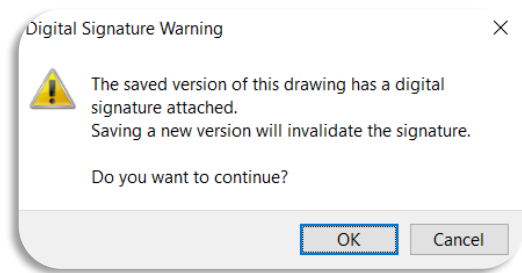 Digital Signature Warning
The saved version of this drawing has a digital
signature attached.
Saving a new version will invalidate the signature.
Do you want to continue?
OK Cancel